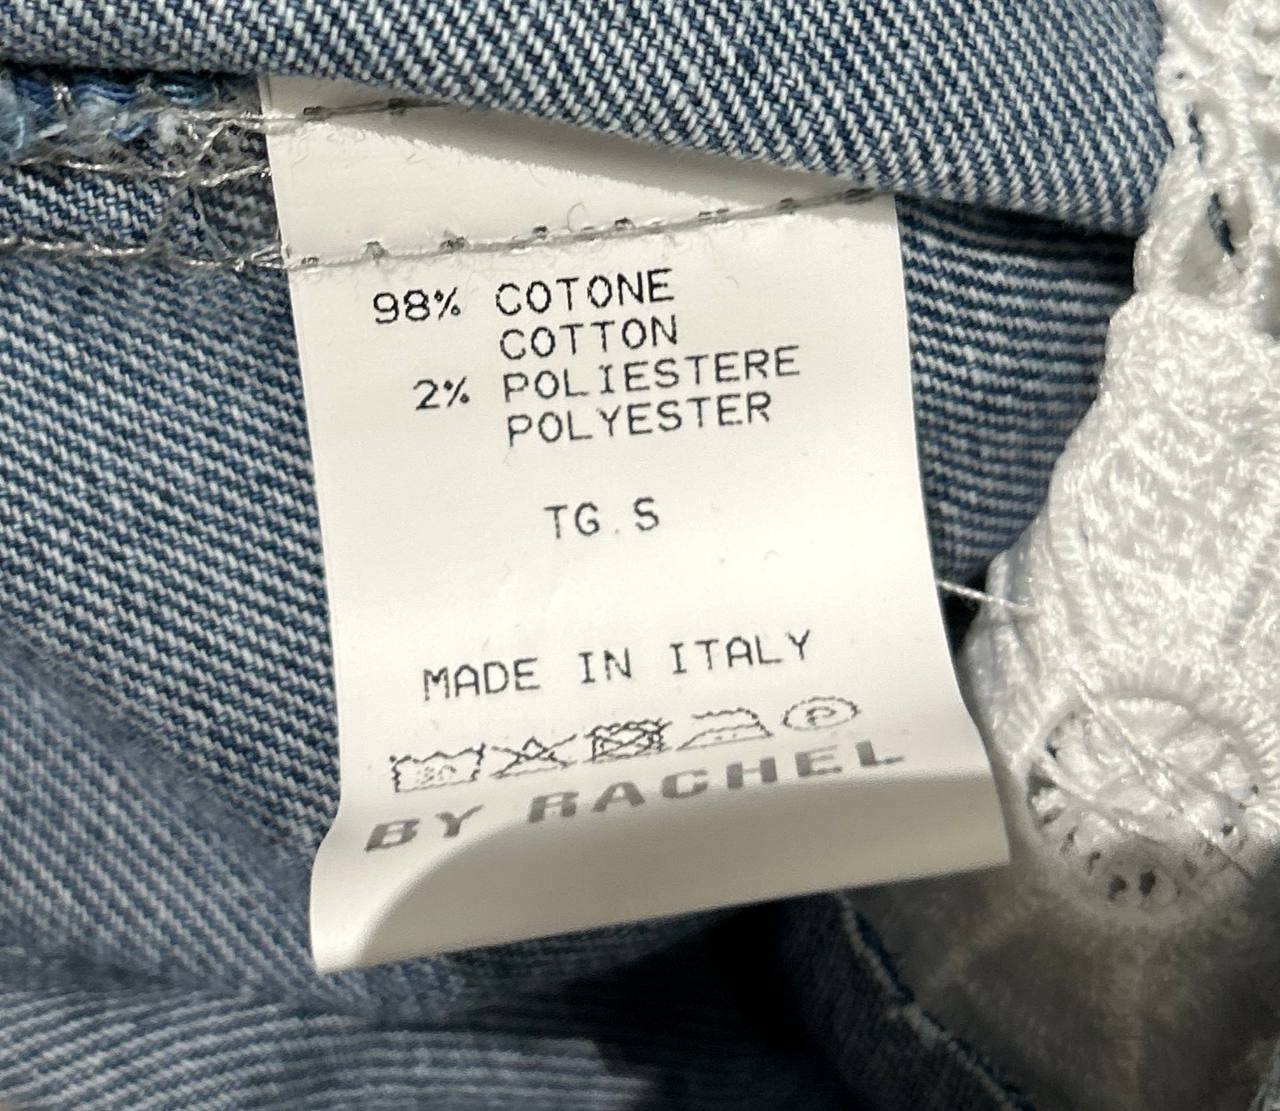 98% COTONE
COTTON
2% POLIESTERE
POLYESTER
TG.S
MADE IN ITALY
30 P
BY RACHEL